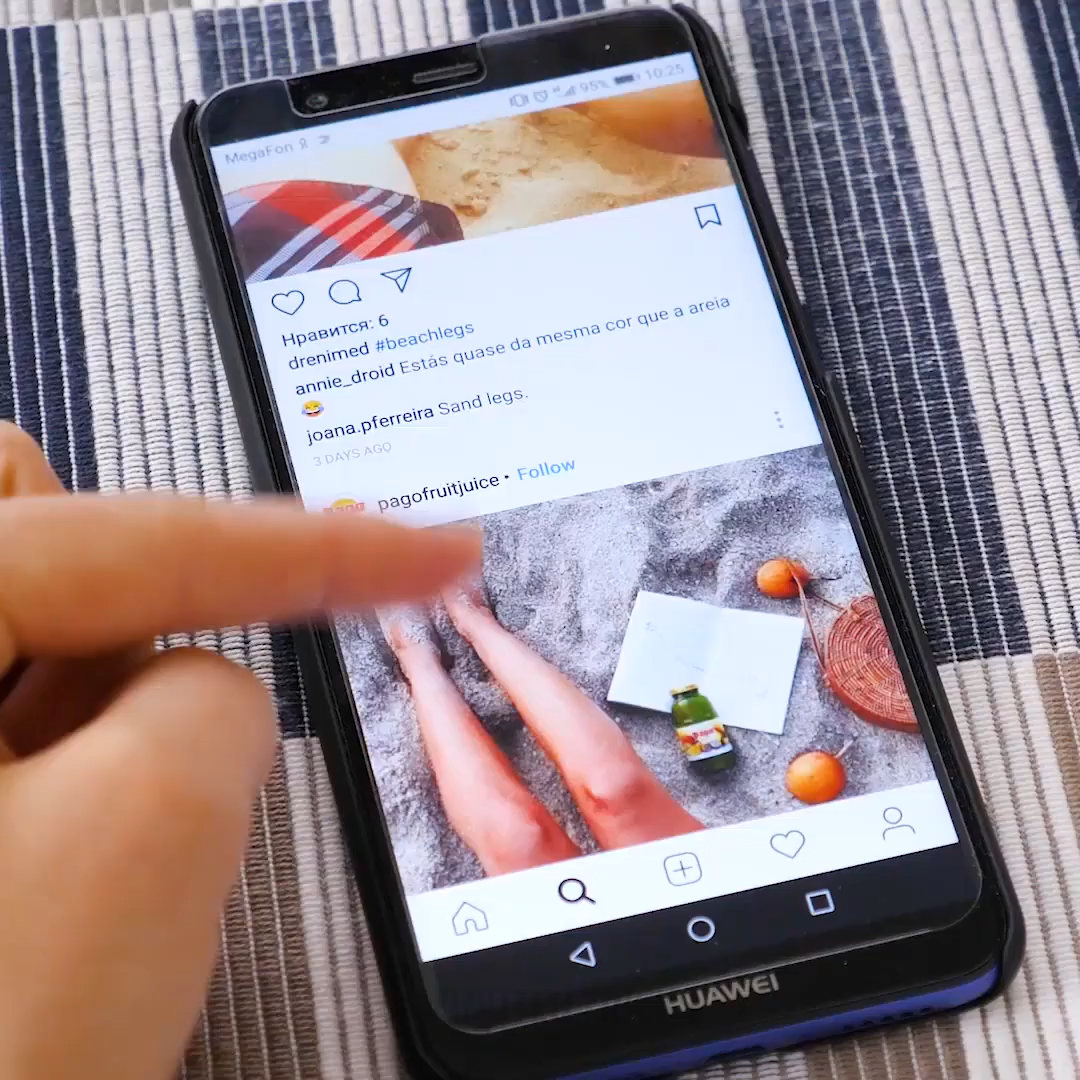 MegaFon 95% 10:25
Нравится: 6
drenimed #beachlegs
annie_droid Estás quase da mesma cor que a areia
😂
joana.pferreira Sand legs.
3 DAYS AGO
pagofruitjuice • Follow
HUAWEI